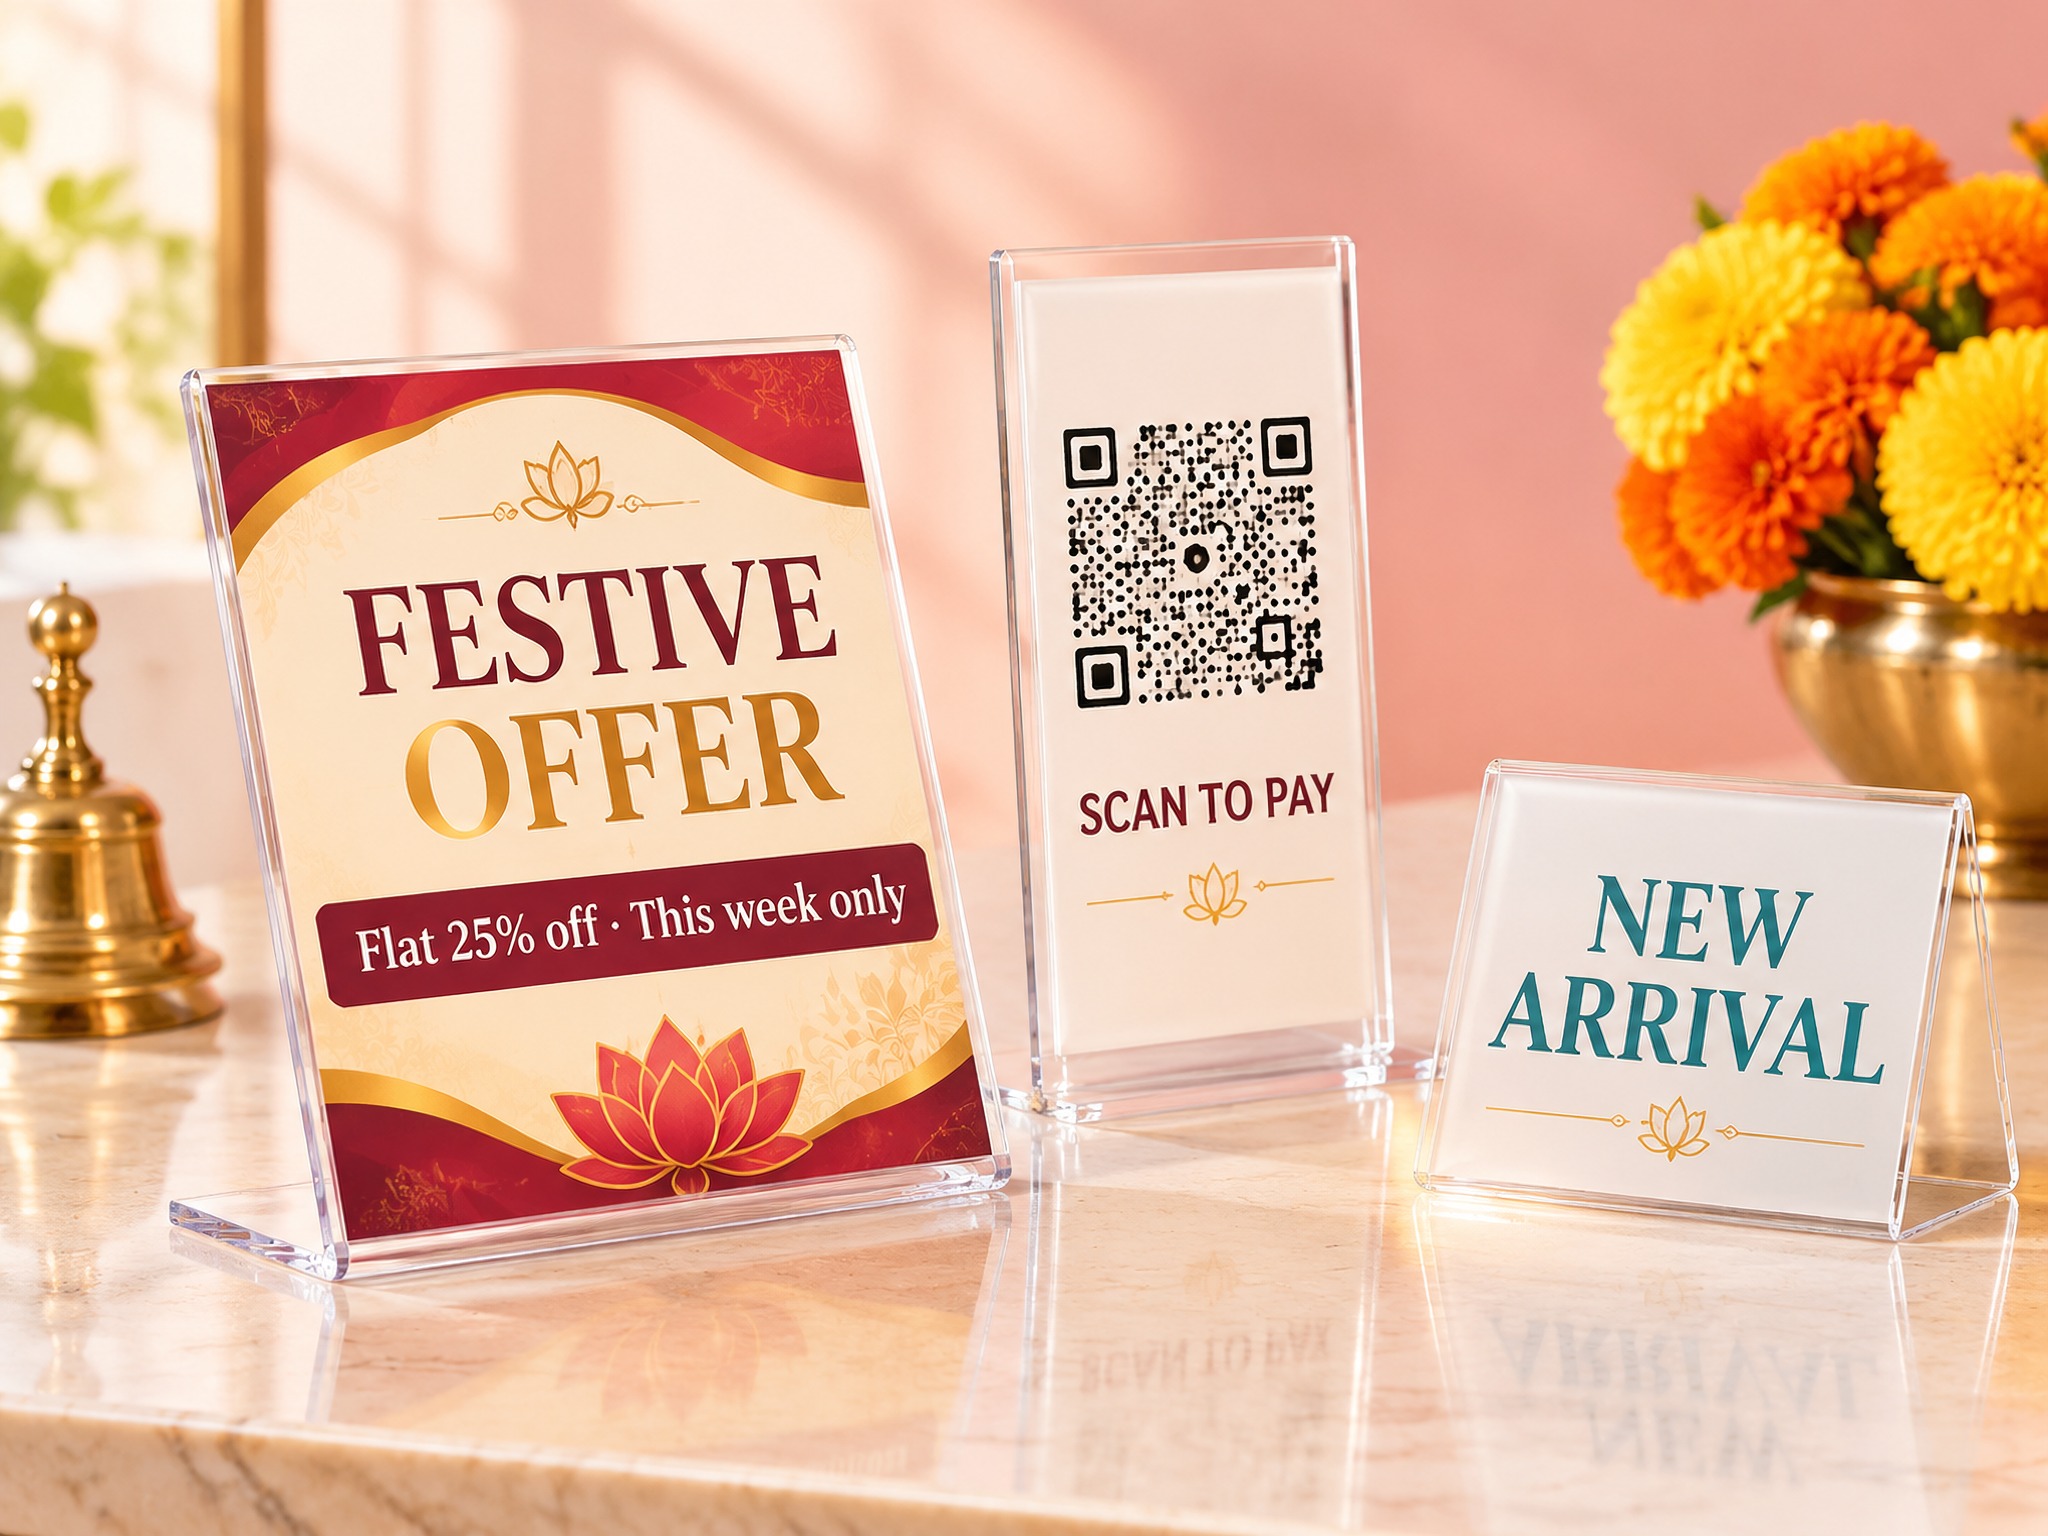 FESTIVE
OFFER
Flat 25% off · This week only
SCAN TO PAY
NEW
ARRIVAL